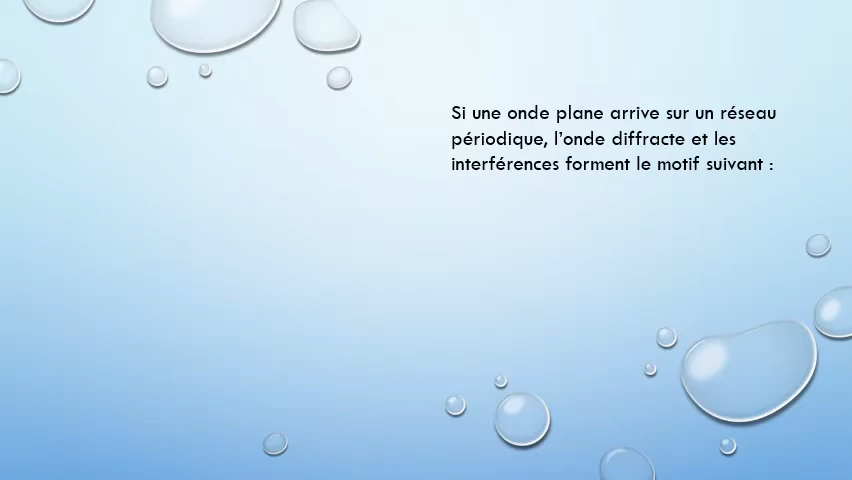 Si une onde plane arrive sur un réseau
périodique, l'onde diffracte et les
interférences forment le motif suivant :